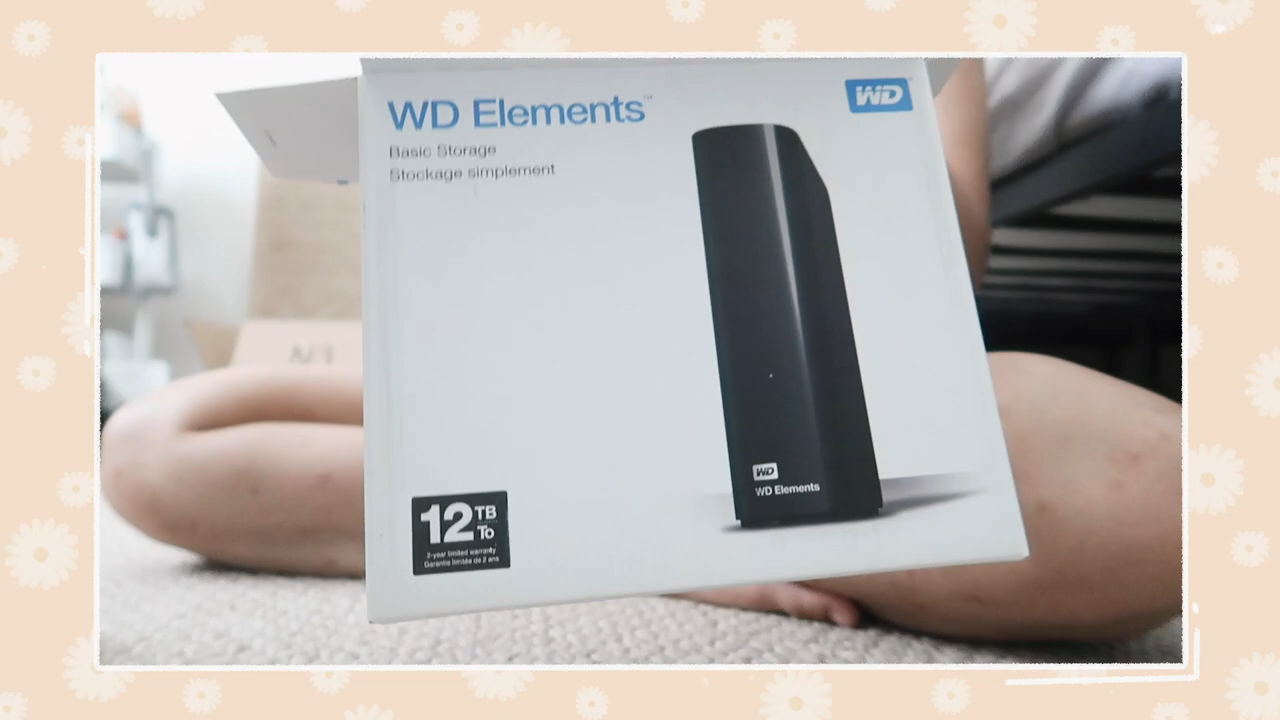 WD Elements™
WD
Basic Storage
Stockage simplement
WD
WD Elements
12 TB
To
2-year limited warranty
Garantie limitée de 2 ans